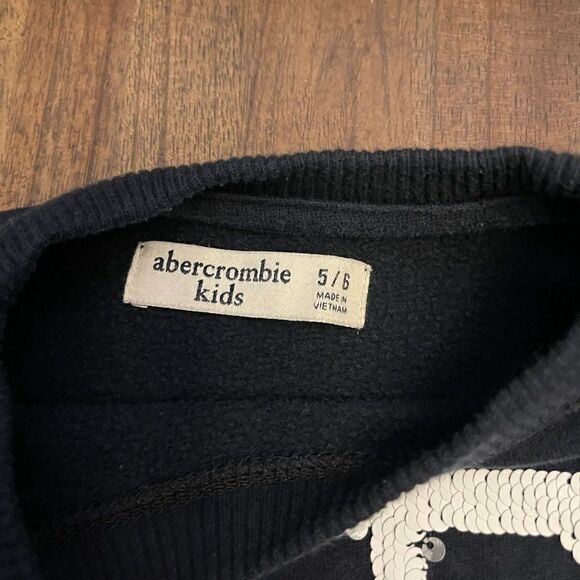 abercrombie
kids
5/6
MADE IN
VIETNAM